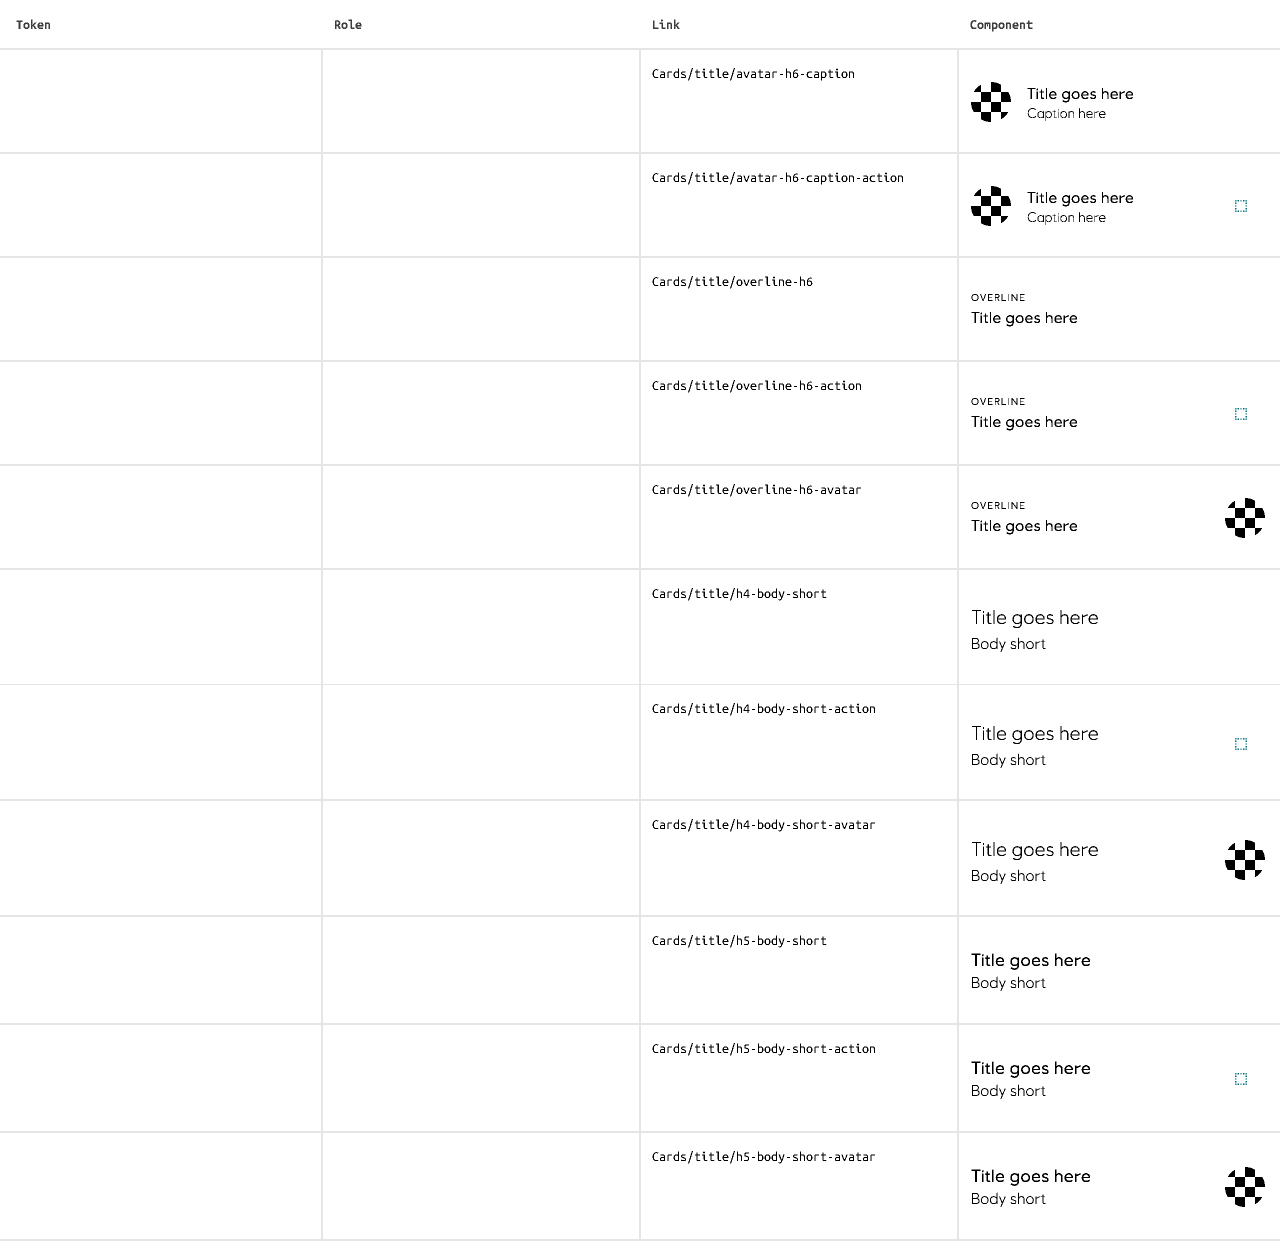 Token Role Link Component
Cards/title/avatar-h6-caption
Title goes here
Caption here
Cards/title/avatar-h6-caption-action
Title goes here
Caption here
Cards/title/overline-h6
OVERLINE
Title goes here
Cards/title/overline-h6-action
OVERLINE
Title goes here
Cards/title/overline-h6-avatar
OVERLINE
Title goes here
Cards/title/h4-body-short
Title goes here
Body short
Cards/title/h4-body-short-action
Title goes here
Body short
Cards/title/h4-body-short-avatar
Title goes here
Body short
Cards/title/h5-body-short
Title goes here
Body short
Cards/title/h5-body-short-action
Title goes here
Body short
Cards/title/h5-body-short-avatar
Title goes here
Body short